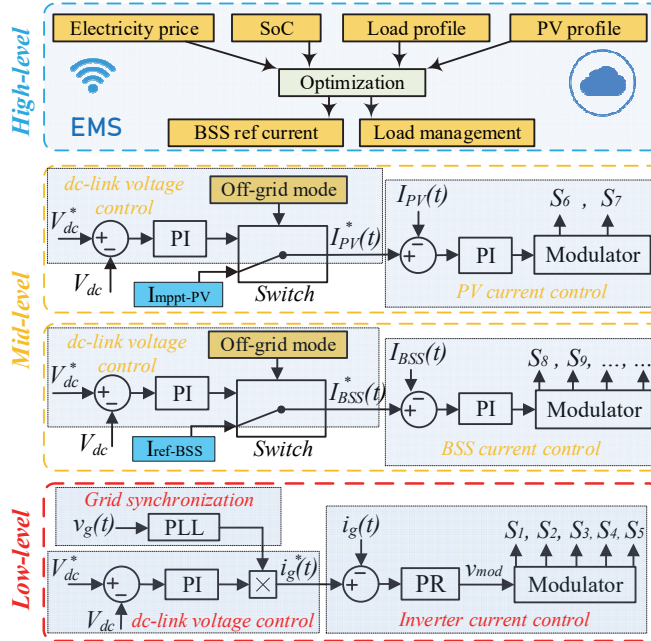 High-level
Electricity price
SoC
Load profile
PV profile
Optimization
EMS
BSS ref current
Load management
Mid-level
dc-link voltage
control
V*dc
+
−
Vdc
PI
Off-grid mode
Imppt-PV
Switch
I*PV(t)
IPV(t)
+
−
PI
S6 , S7
Modulator
PV current control
dc-link voltage
control
V*dc
+
−
Vdc
PI
Off-grid mode
Iref-BSS
Switch
I*BSS(t)
IBSS(t)
+
−
PI
S8 , S9, ..., ...
Modulator
BSS current control
Low-level
Grid synchronization
vg(t)
PLL
V*dc
+
−
Vdc
PI
×
ig*(t)
dc-link voltage control
ig(t)
+
−
PR
vmod
S1, S2, S3, S4, S5
Modulator
Inverter current control